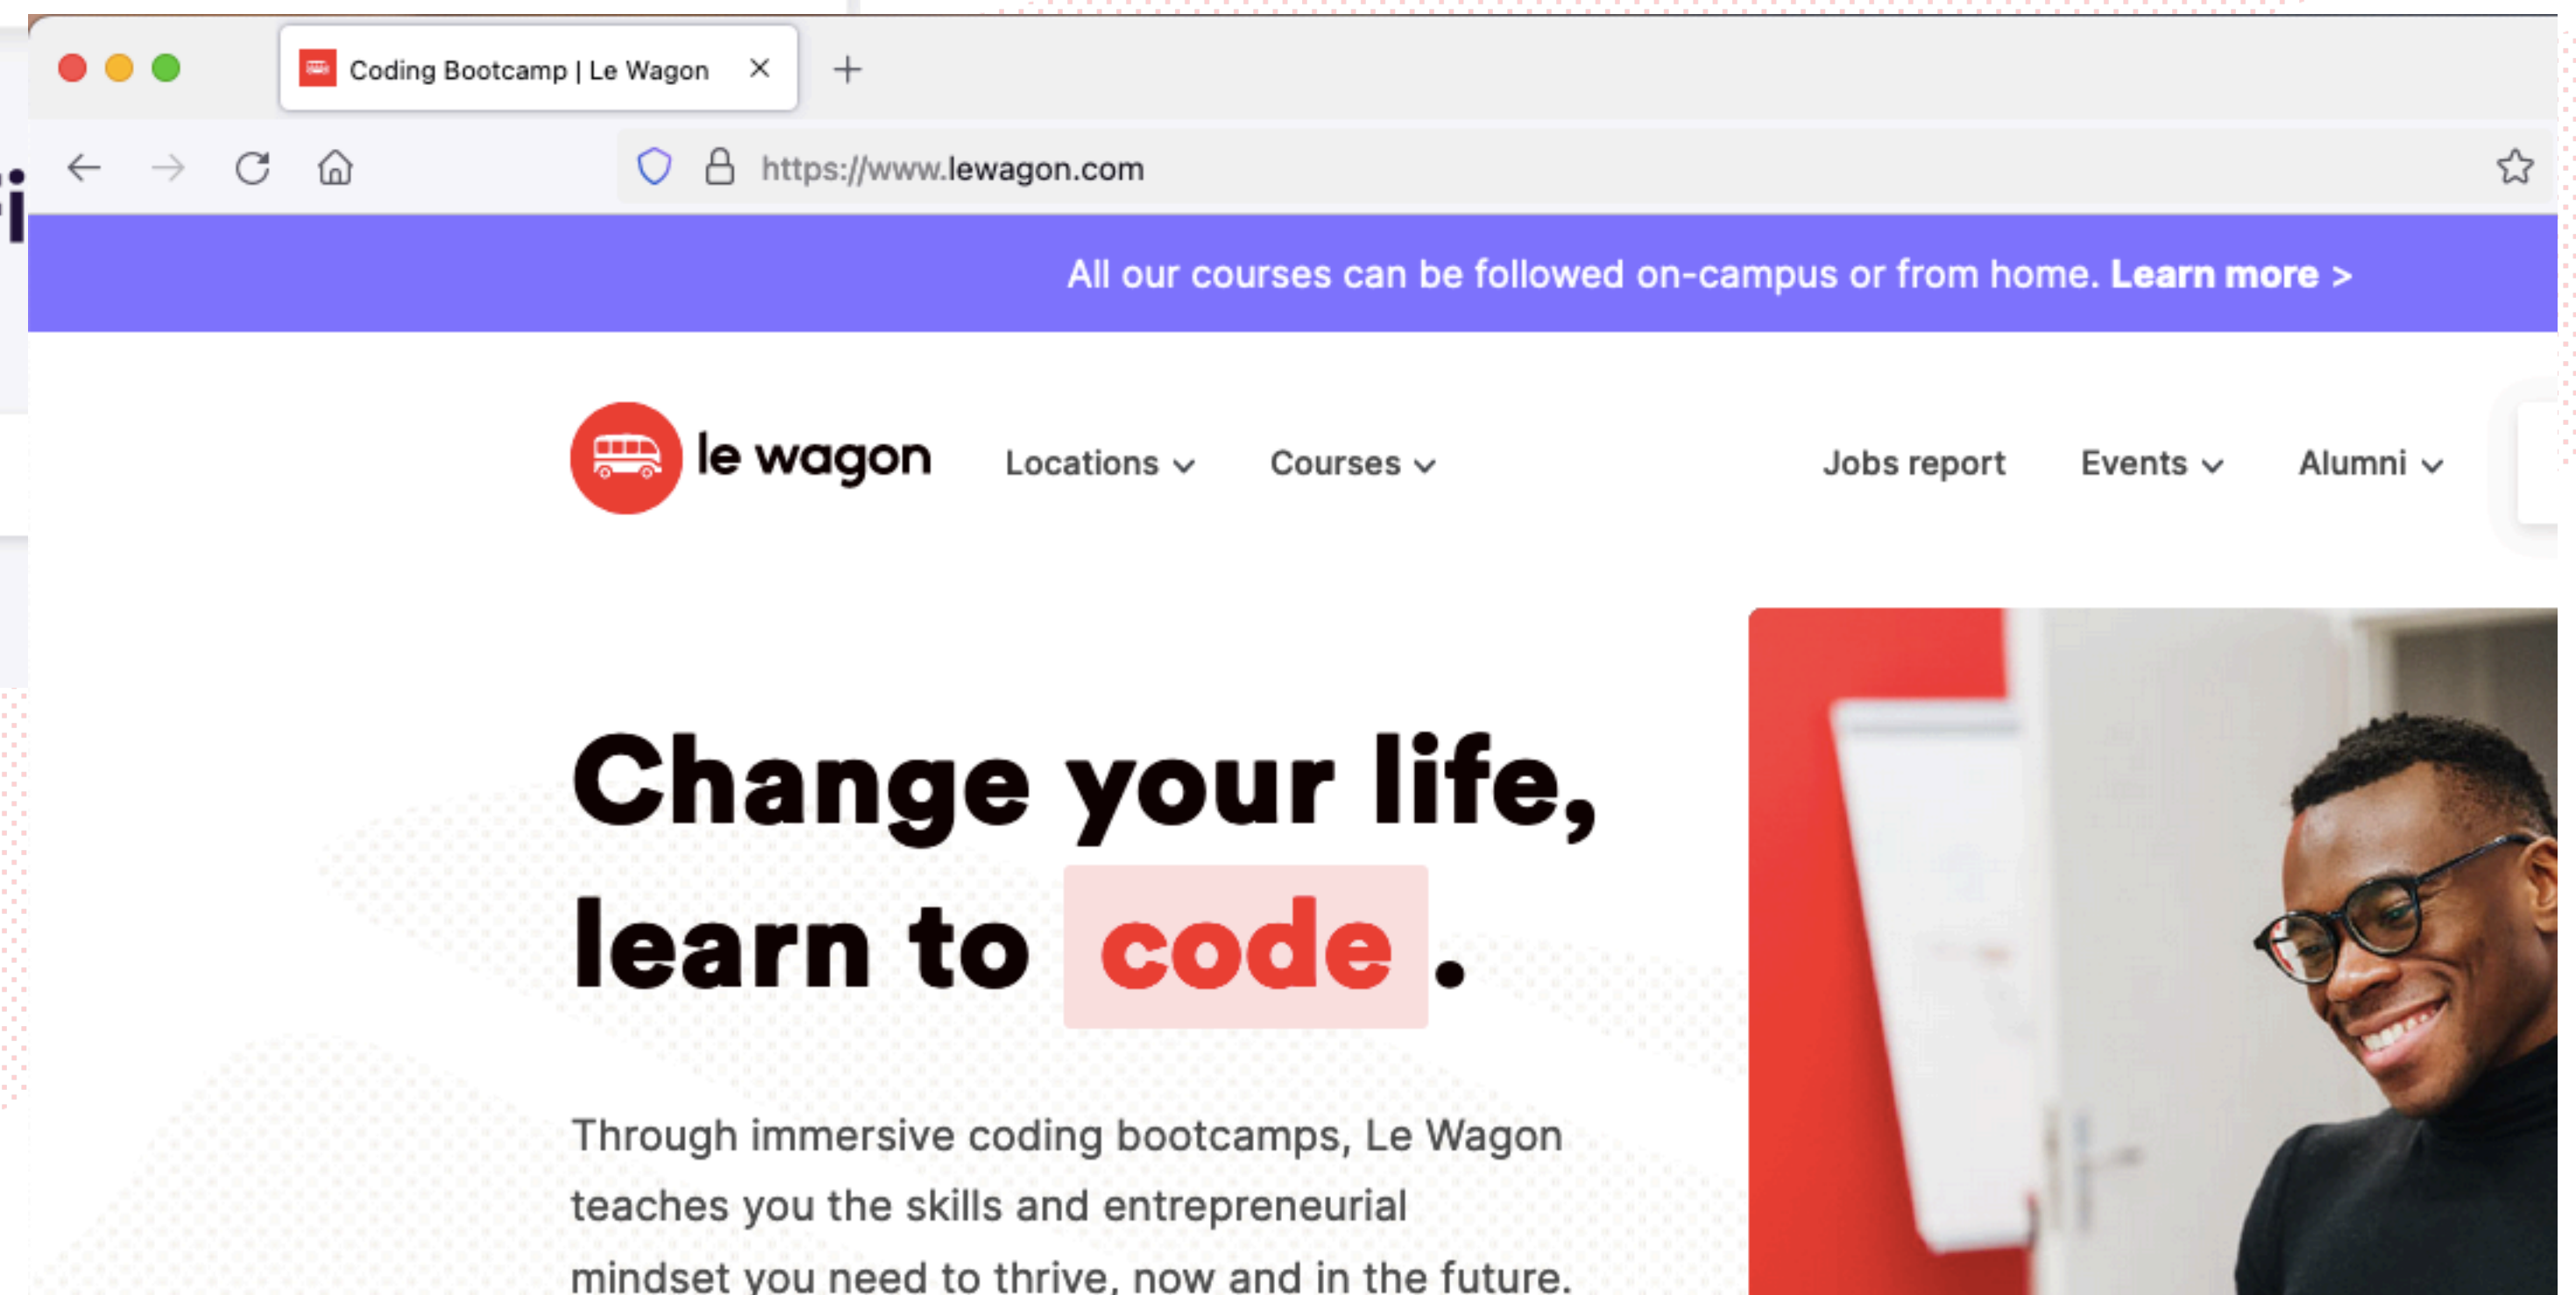 Coding Bootcamp | Le Wagon
https://www.lewagon.com
All our courses can be followed on-campus or from home. Learn more >
le wagon
Locations
Courses
Jobs report
Events
Alumni
Change your life,
learn to code.
Through immersive coding bootcamps, Le Wagon
teaches you the skills and entrepreneurial
mindset you need to thrive, now and in the future.